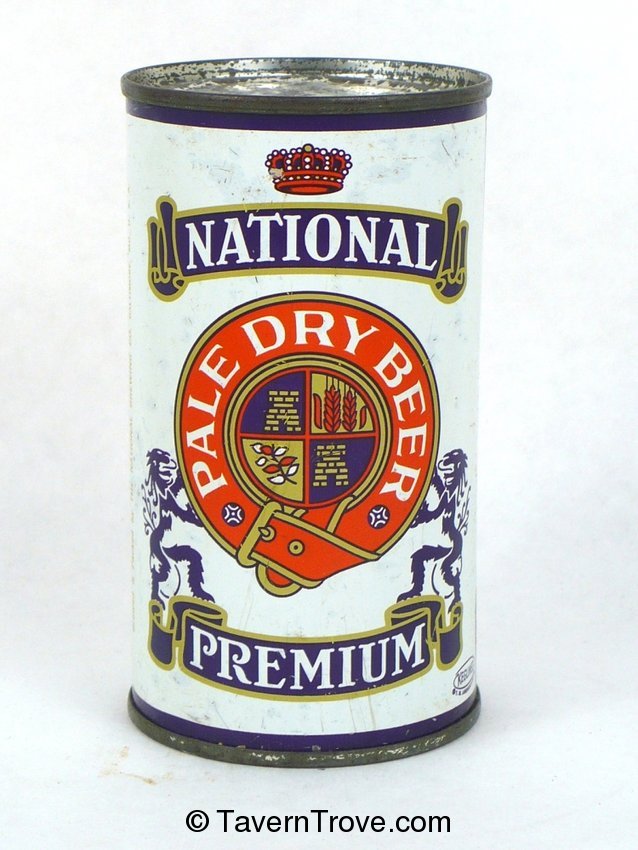 NATIONAL
PALE DRY BEER
PREMIUM
© TavernTrove.com